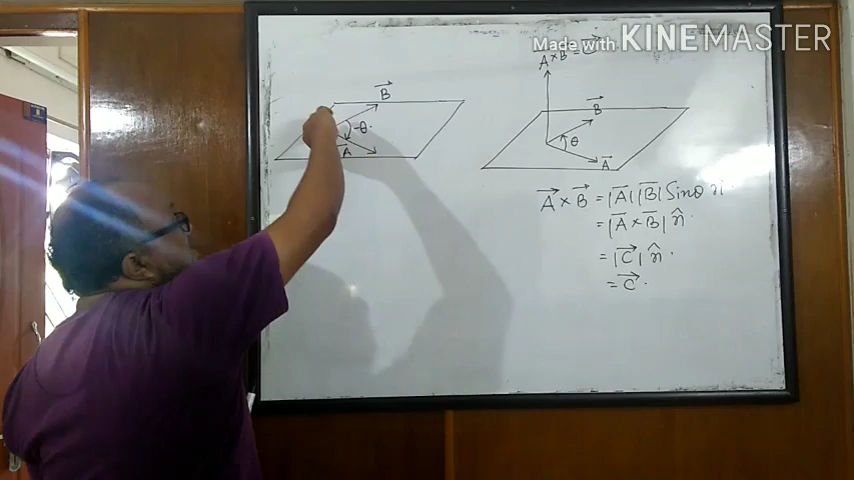 Made with KINEMASTER
A×B = C⃗
B⃗
-θ
A
B⃗
θ
A⃗
A⃗ × B⃗ = |A⃗| |B⃗| Sinθ n̂
= |A⃗ × B⃗| n̂.
= |C⃗| n̂.
= C⃗.